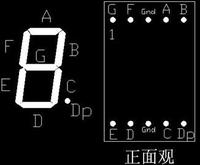 A
F B
G
E C
D Dp
G F Gnd A B
1
E D Gnd C Dp
正面观